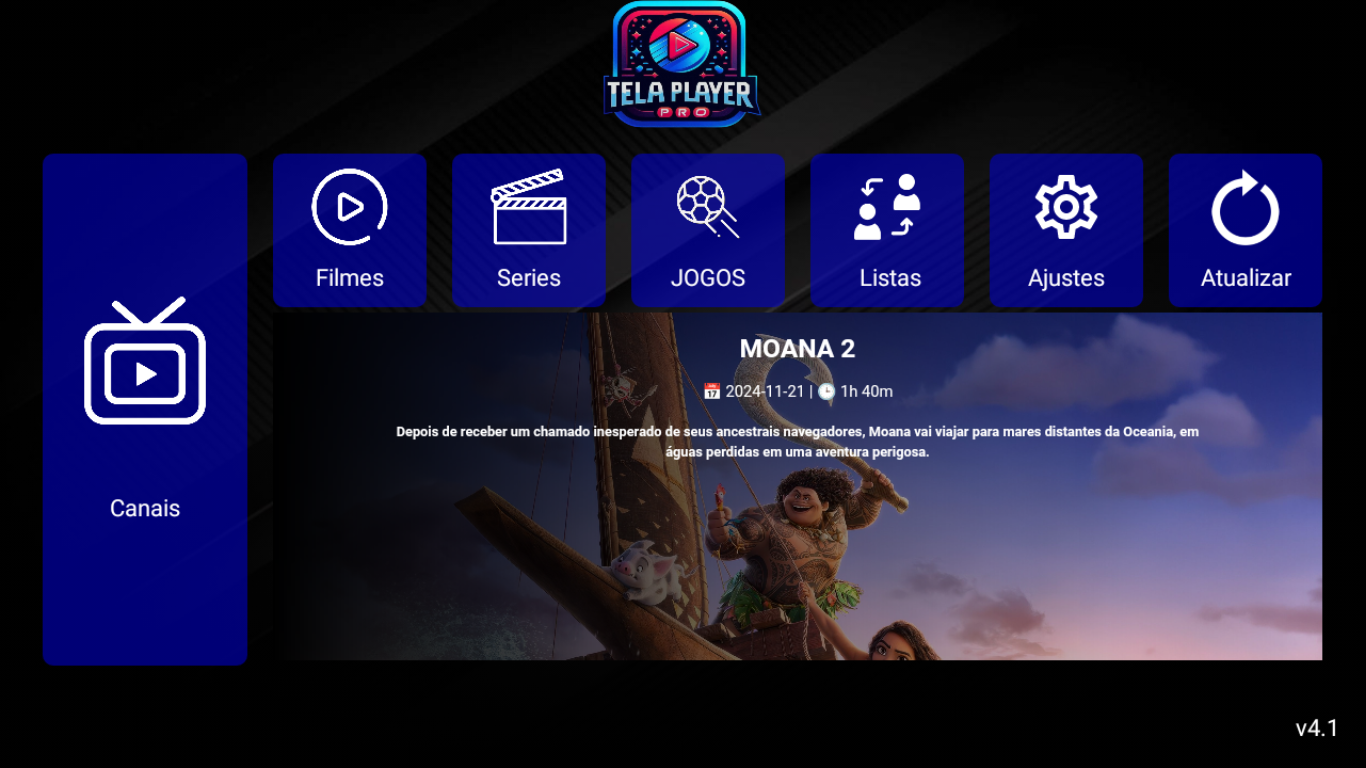 TELA PLAYER
PRO
Canais
Filmes
Series
JOGOS
Listas
Ajustes
Atualizar
MOANA 2
📅 2024-11-21 | 🕒 1h 40m
Depois de receber um chamado inesperado de seus ancestrais navegadores, Moana vai viajar para mares distantes da Oceania, em
águas perdidas em uma aventura perigosa.
v4.1